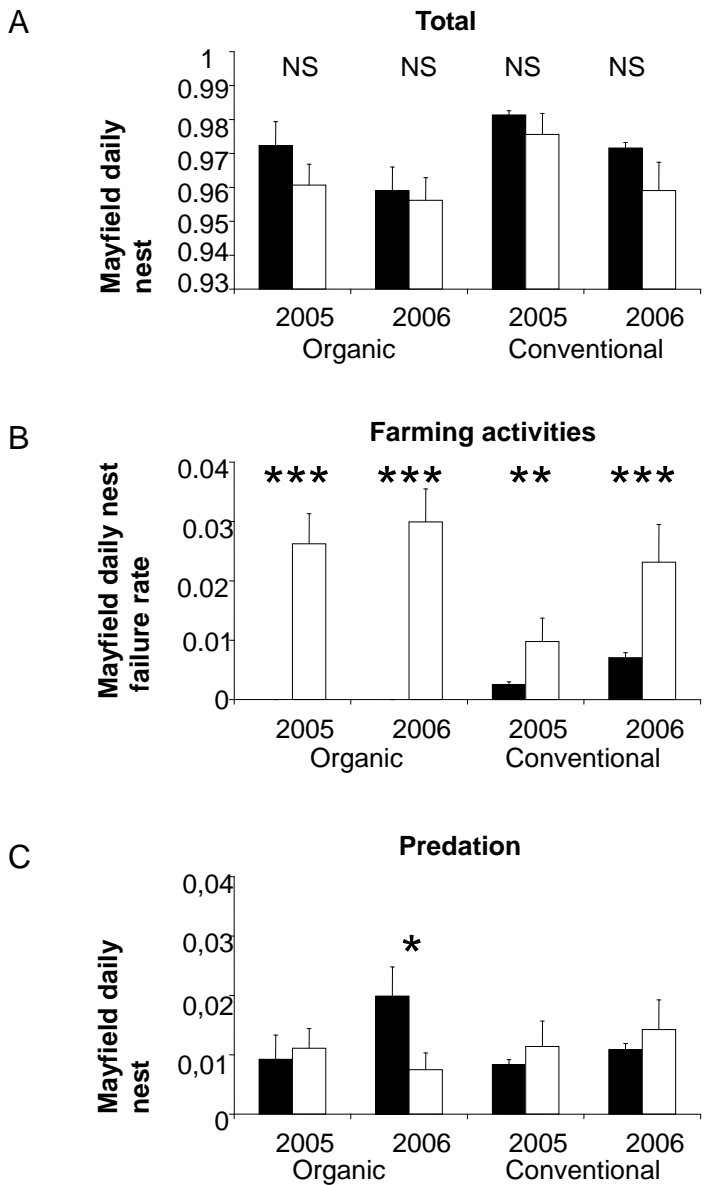 A
Total
1
NS NS NS NS
0.99
0.98
0.97
0.96
0.95
0.94
0.93
Mayfield daily
nest
2005 2006 2005 2006
Organic Conventional
B
Farming activities
0.04
*** *** ** ***
0.03
0.02
0.01
0
Mayfield daily nest
failure rate
2005 2006 2005 2006
Organic Conventional
C
Predation
0,04
0,03
*
0,02
0,01
0
Mayfield daily
nest
2005 2006 2005 2006
Organic Conventional